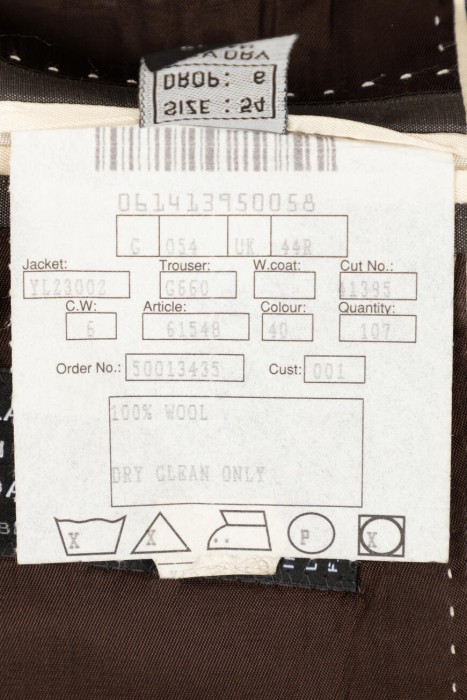 DROP: 6
SIZE: 54
061413950058
G 054 UK 44R
Jacket: Trouser: W.coat: Cut No.:
YL23002 G660 41395
C.W: Article: Colour: Quantity:
6 61548 40 107
Order No.: 50013435 Cust: 001
100% WOOL
DRY CLEAN ONLY
X X P X